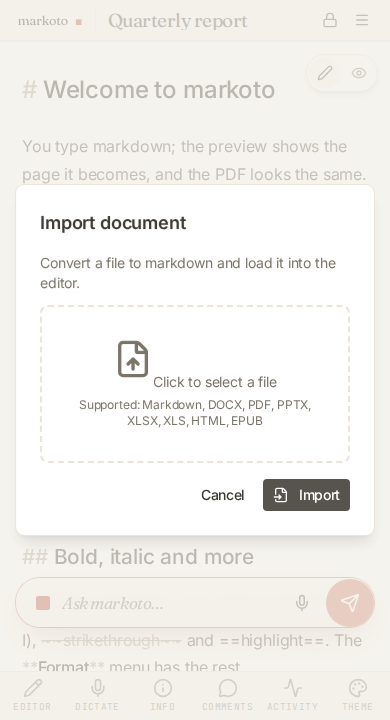 markoto
Quarterly report
# Welcome to markoto
You type markdown; the preview shows the
page it becomes, and the PDF looks the same.
Import document
Convert a file to markdown and load it into the
editor.
Click to select a file
Supported: Markdown, DOCX, PDF, PPTX,
XLSX, XLS, HTML, EPUB
Cancel
Import
## Bold, italic and more
Ask markoto...
I), ~~strikethrough~~ and ==highlight==. The
**Format** menu has the rest.
EDITOR
DICTATE
INFO
COMMENTS
ACTIVITY
THEME